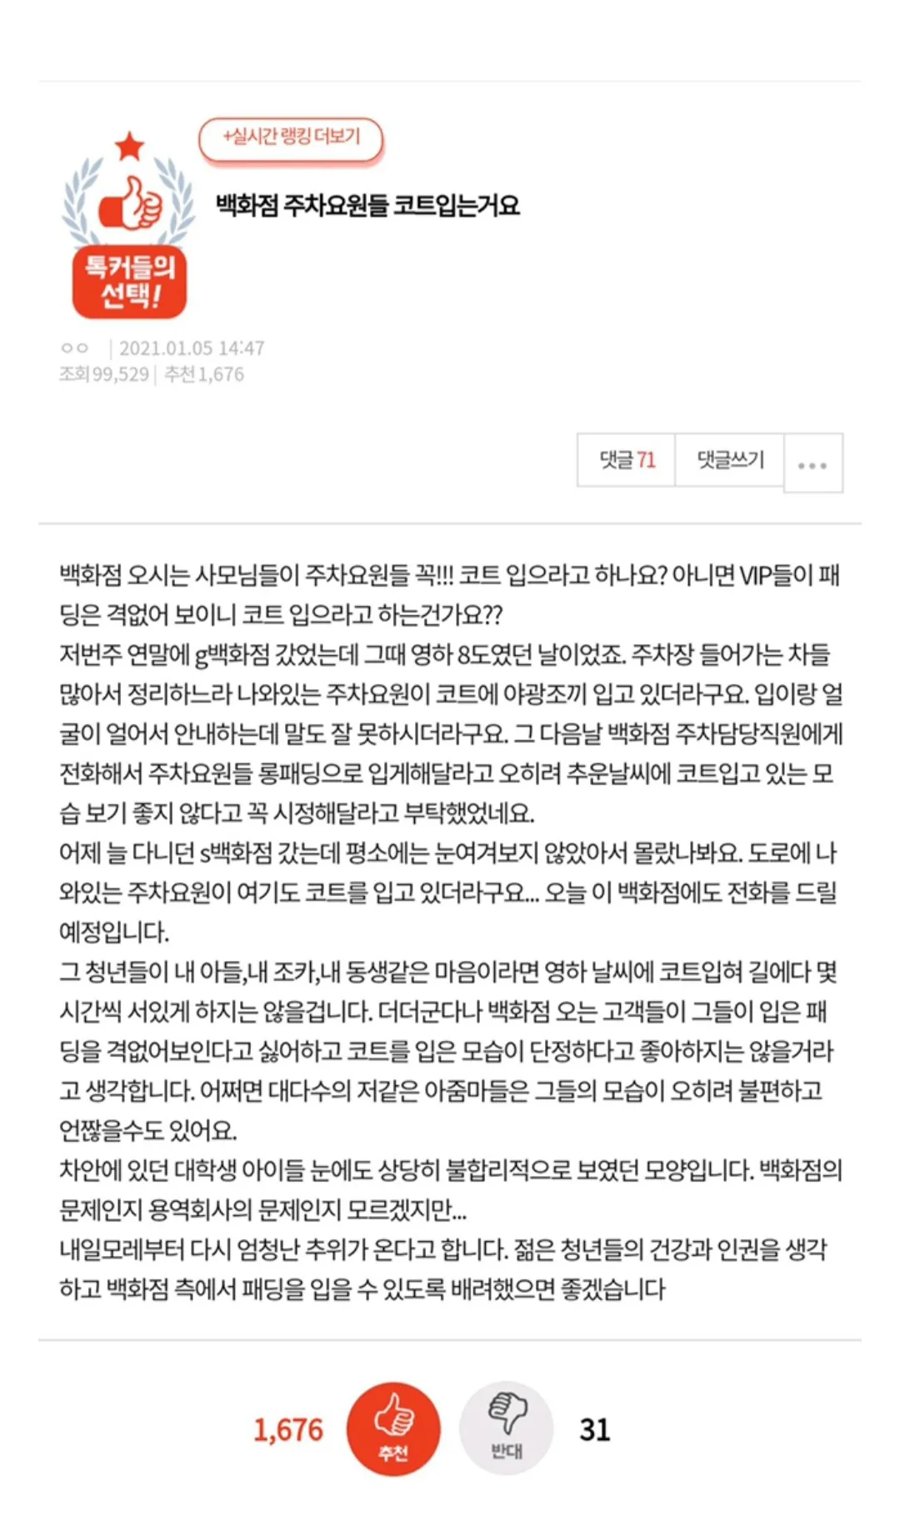 +실시간 랭킹 더보기
백화점 주차요원들 코트입는거요
톡커들의
선택!
ㅇㅇ | 2021.01.05 14:47
조회 99,529 | 추천 1,676
댓글 71 댓글쓰기 ...
백화점 오시는 사모님들이 주차요원들 꼭!!! 코트 입으라고 하나요? 아니면 VIP들이 패
딩은 격없어 보이니 코트 입으라고 하는건가요??
저번주 연말에 g백화점 갔었는데 그때 영하 8도였던 날이었죠. 주차장 들어가는 차들
많아서 정리하느라 나와있는 주차요원이 코트에 야광조끼 입고 있더라구요. 입이랑 얼
굴이 얼어서 안내하는데 말도 잘 못하시더라구요. 그 다음날 백화점 주차담당직원에게
전화해서 주차요원들 롱패딩으로 입게해달라고 오히려 추운날씨에 코트입고 있는 모
습 보기 좋지 않다고 꼭 시정해달라고 부탁했었네요.
어제 늘 다니던 s백화점 갔는데 평소에는 눈여겨보지 않았아서 몰랐나봐요. 도로에 나
와있는 주차요원이 여기도 코트를 입고 있더라구요... 오늘 이 백화점에도 전화를 드릴
예정입니다.
그 청년들이 내 아들,내 조카,내 동생같은 마음이라면 영하 날씨에 코트입혀 길에다 몇
시간씩 서있게 하지는 않을겁니다. 더더군다나 백화점 오는 고객들이 그들이 입은 패
딩을 격없어보인다고 싫어하고 코트를 입은 모습이 단정하다고 좋아하지는 않을거라
고 생각합니다. 어쩌면 대다수의 저같은 아줌마들은 그들의 모습이 오히려 불편하고
언짢을수도 있어요.
차안에 있던 대학생 아이들 눈에도 상당히 불합리적으로 보였던 모양입니다. 백화점의
문제인지 용역회사의 문제인지 모르겠지만...
내일모레부터 다시 엄청난 추위가 온다고 합니다. 젊은 청년들의 건강과 인권을 생각
하고 백화점 측에서 패딩을 입을 수 있도록 배려했으면 좋겠습니다
1,676 추천 반대 31